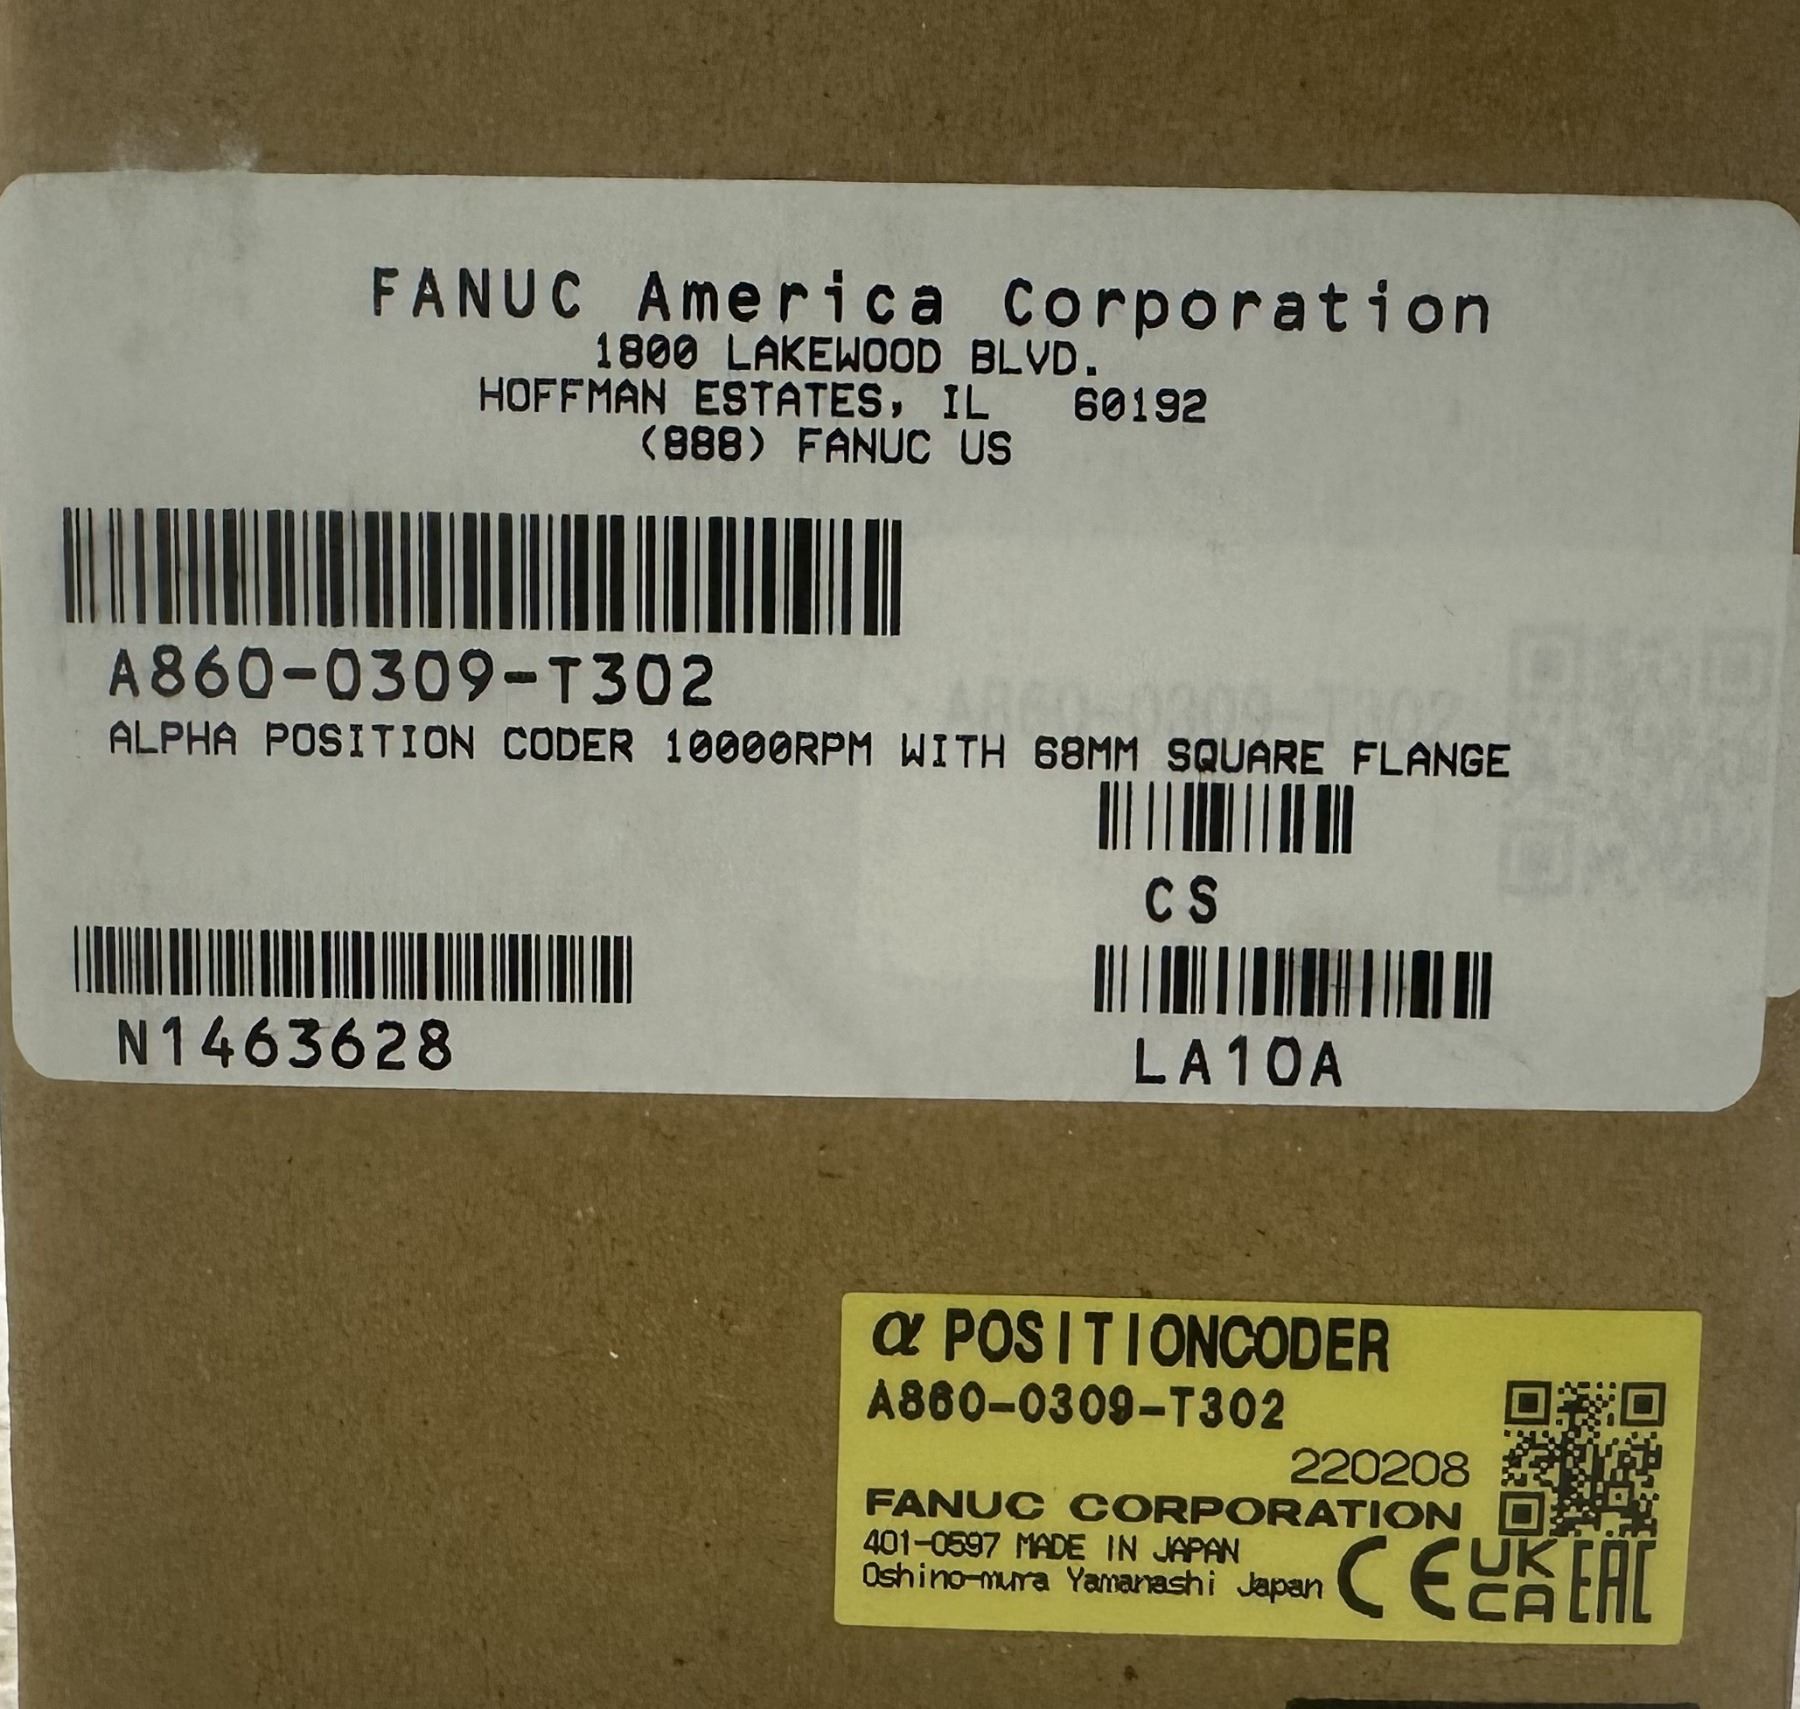 FANUC America Corporation
1800 LAKEWOOD BLVD.
HOFFMAN ESTATES, IL 60192
(888) FANUC US
A860-0309-T302
ALPHA POSITION CODER 10000RPM WITH 68MM SQUARE FLANGE
CS
N1463628
LA10A
α POSITIONCODER
A860-0309-T302
220208
FANUC CORPORATION
401-0597 MADE IN JAPAN
Oshino-mura Yamanashi Japan
CE UK CA EAC